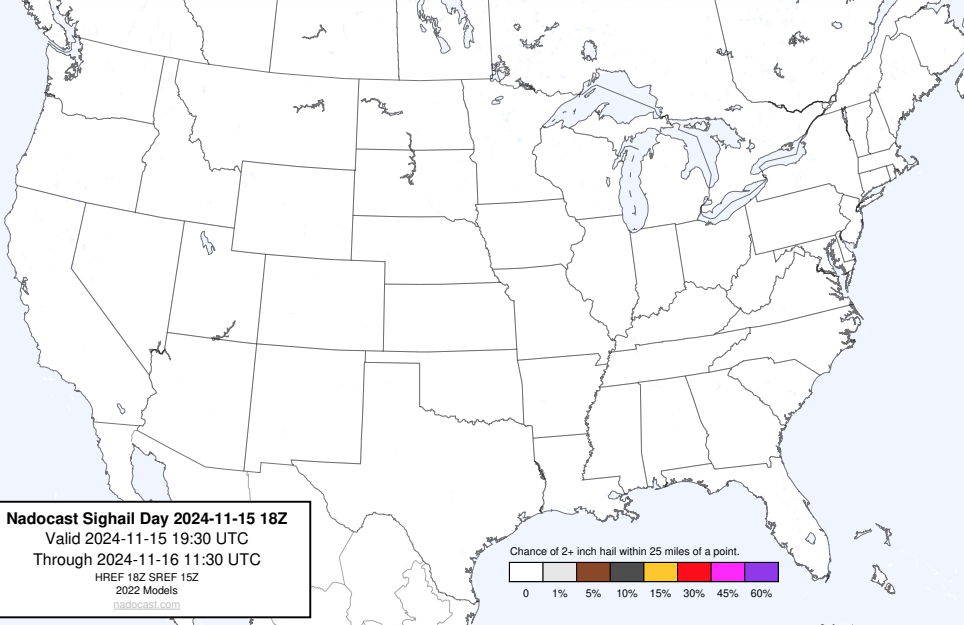 Nadocast Sighail Day 2024-11-15 18Z
Valid 2024-11-15 19:30 UTC
Through 2024-11-16 11:30 UTC
HREF 18Z SREF 15Z
2022 Models
nadocast.com
Chance of 2+ inch hail within 25 miles of a point.
0 1% 5% 10% 15% 30% 45% 60%